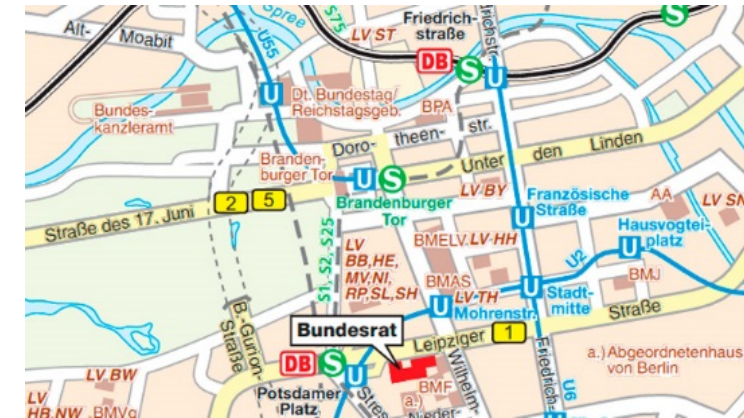 Alt-
Moabit
Spree
U55
S75
LV ST
Friedrich-
straße
DB
S
S
U
U
Bundes-
kanzleramt
Dt. Bundestag/
Reichstagsgeb.
BPA
Doro-
theen-
str.
Unter den Linden
Branden-
burger Tor
U
S
Brandenburger
Tor
LV BY
Französische
Straße
U
AA
LV SN
Straße des 17. Juni
2
5
S1, S2, S25
LV
BB,HE,
MV,NI,
RP,SL,SH
BMELV
LV HH
BMAS
LV TH
U
Mohrenstr.
U
Stadt-
mitte
U2
Hausvogtei-
platz
U
BMJ
Bundesrat
Leipziger
1
Straße
B.-Gurion-
Straße
DB
S
U
Potsdamer
Platz
BMF
a.)
Wilhelm-
Friedrich-
U6
a.) Abgeordnetenhaus
von Berlin
LV BW
LV
HB,NW
BMVg